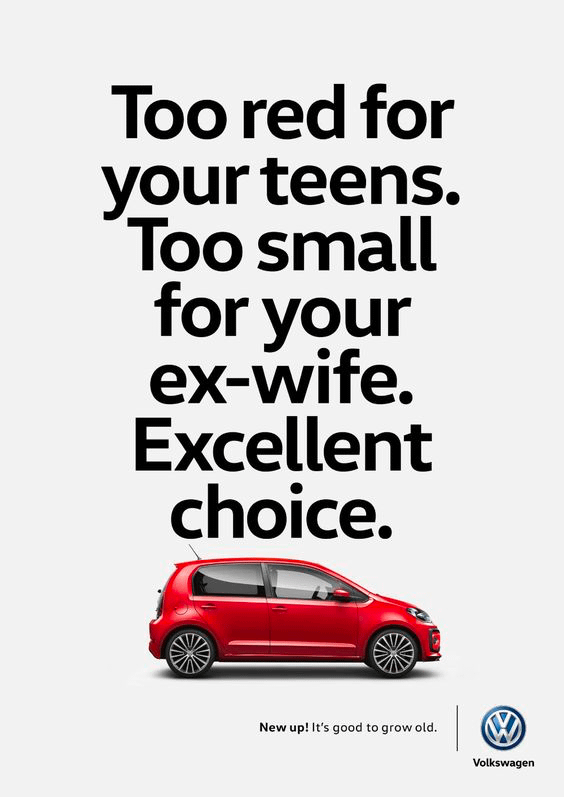 Too red for
your teens.
Too small
for your
ex-wife.
Excellent
choice.
New up! It's good to grow old.
Volkswagen